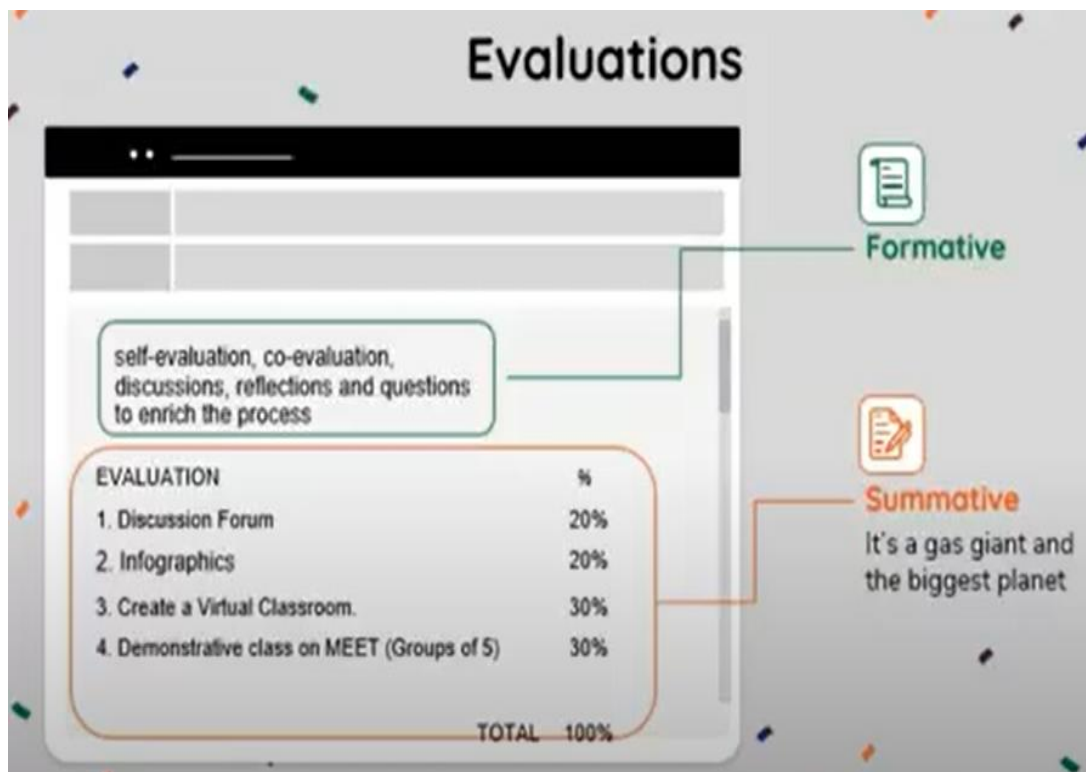 Evaluations
Formative
self-evaluation, co-evaluation,
discussions, reflections and questions
to enrich the process
EVALUATION %
1. Discussion Forum 20%
2. Infographics 20%
3. Create a Virtual Classroom. 30%
4. Demonstrative class on MEET (Groups of 5) 30%
TOTAL 100%
Summative
It's a gas giant and
the biggest planet